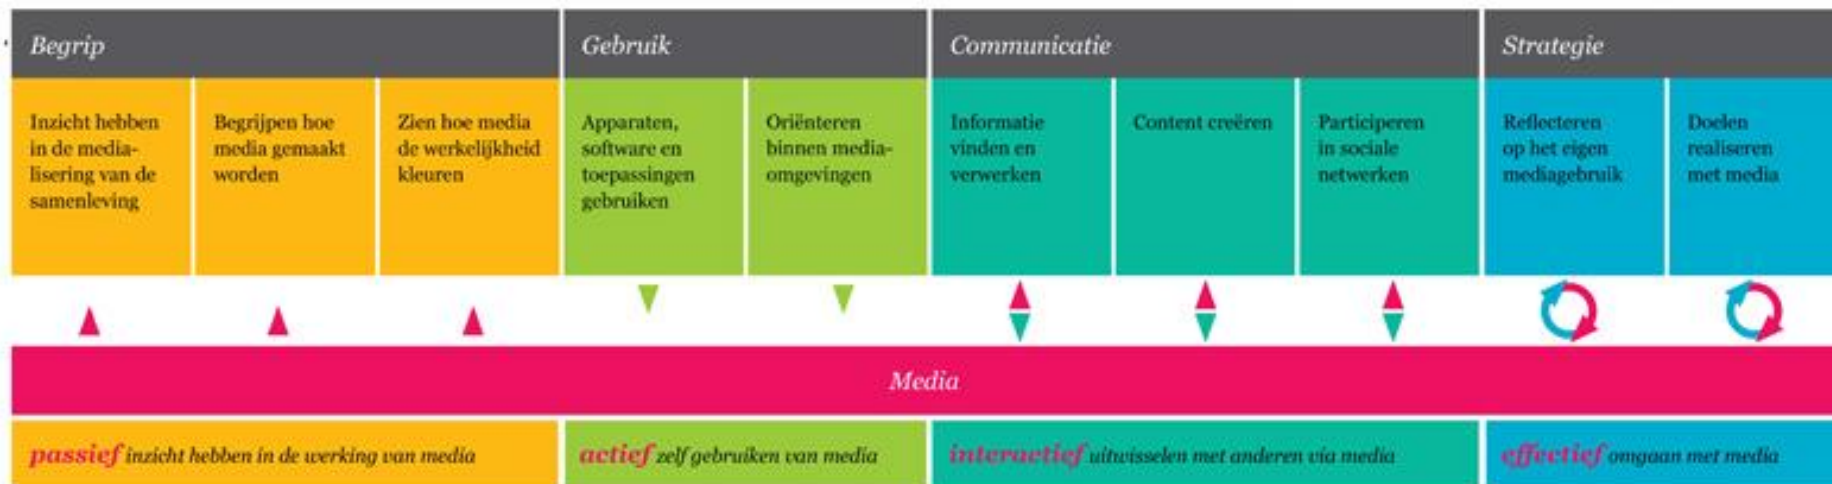 Begrip
Gebruik
Communicatie
Strategie
Inzicht hebben
in de media-
lisering van de
samenleving
Begrijpen hoe
media gemaakt
worden
Zien hoe media
de werkelijkheid
kleuren
Apparaten,
software en
toepassingen
gebruiken
Oriënteren
binnen media-
omgevingen
Informatie
vinden en
verwerken
Content creëren
Participeren
in sociale
netwerken
Reflecteren
op het eigen
mediagebruik
Doelen
realiseren
met media
Media
passief inzicht hebben in de werking van media
actief zelf gebruiken van media
interactief uitwisselen met anderen via media
effectief omgaan met media